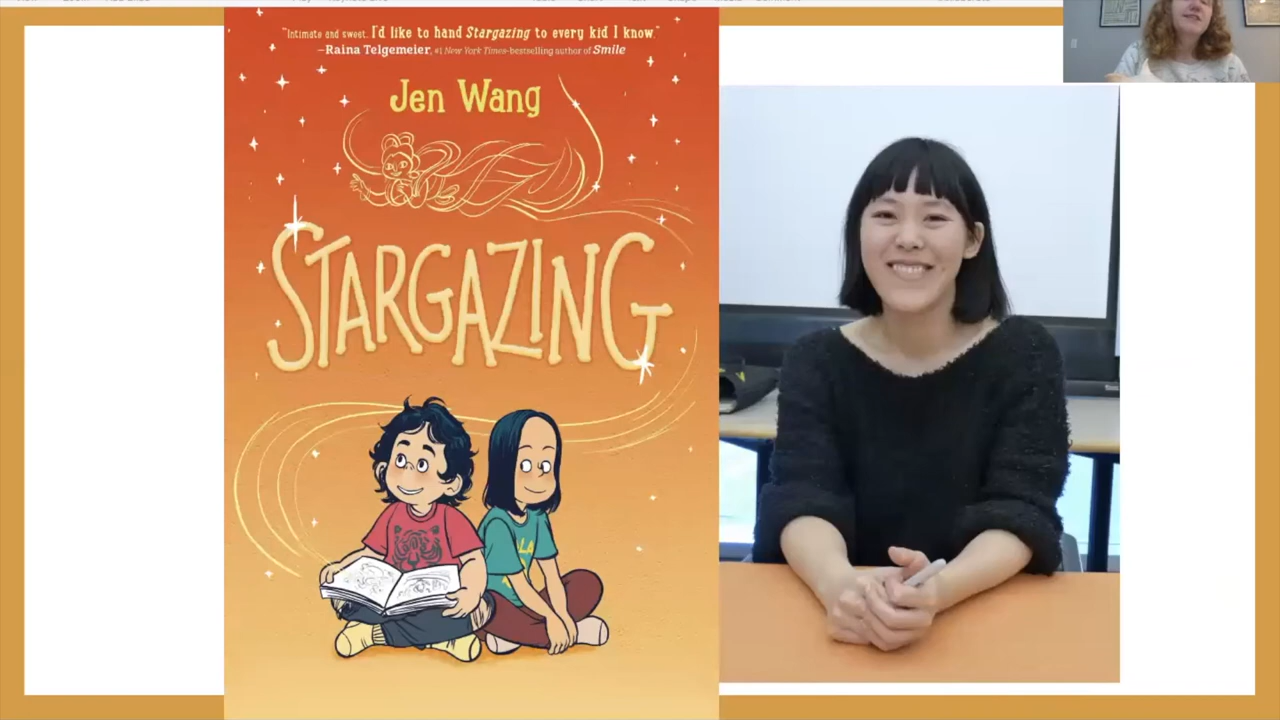 "Intimate and sweet. I'd like to hand Stargazing to every kid I know."
—Raina Telgemeier, #1 New York Times-bestselling author of Smile
Jen Wang
STARGAZING